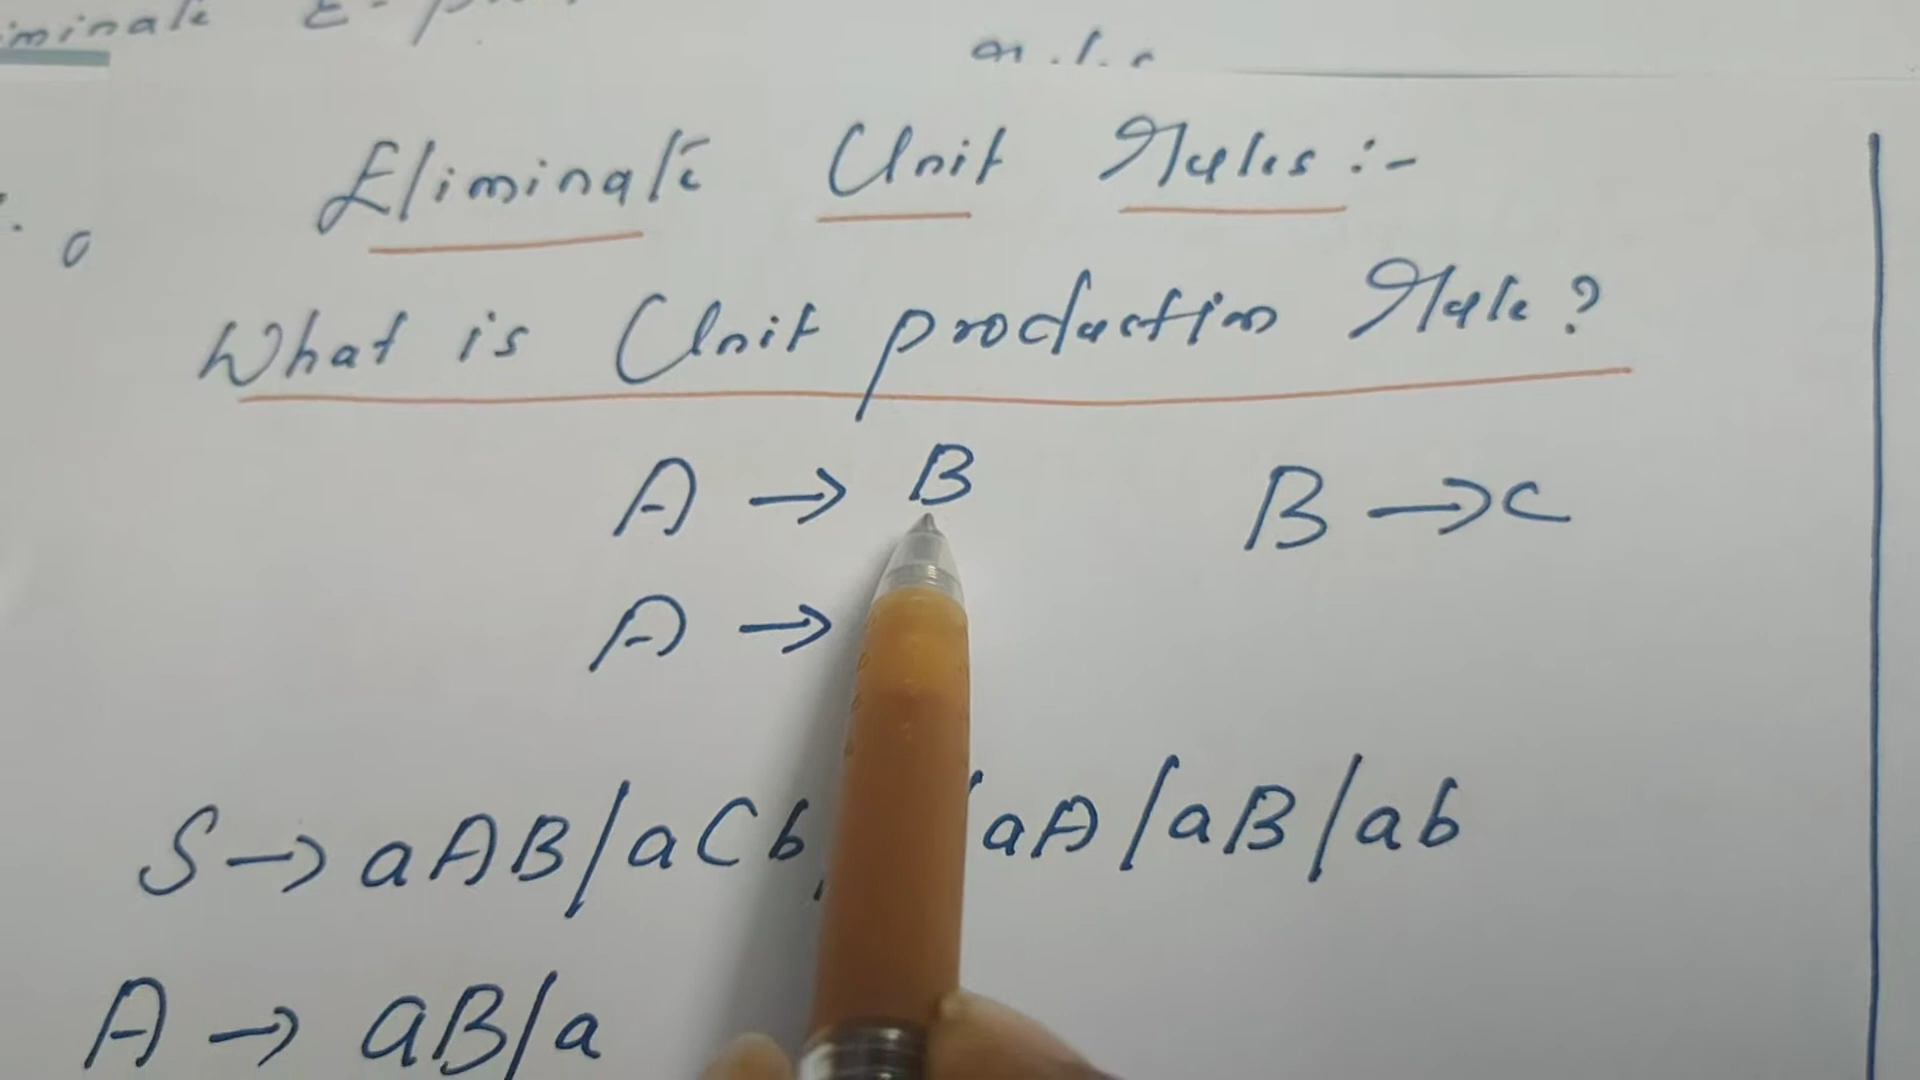 Eliminate Unit Rules:-
What is Unit production Rule?
A → B B → C
A →
S → aAB/aCb aA/aB/ab
A → aB/a